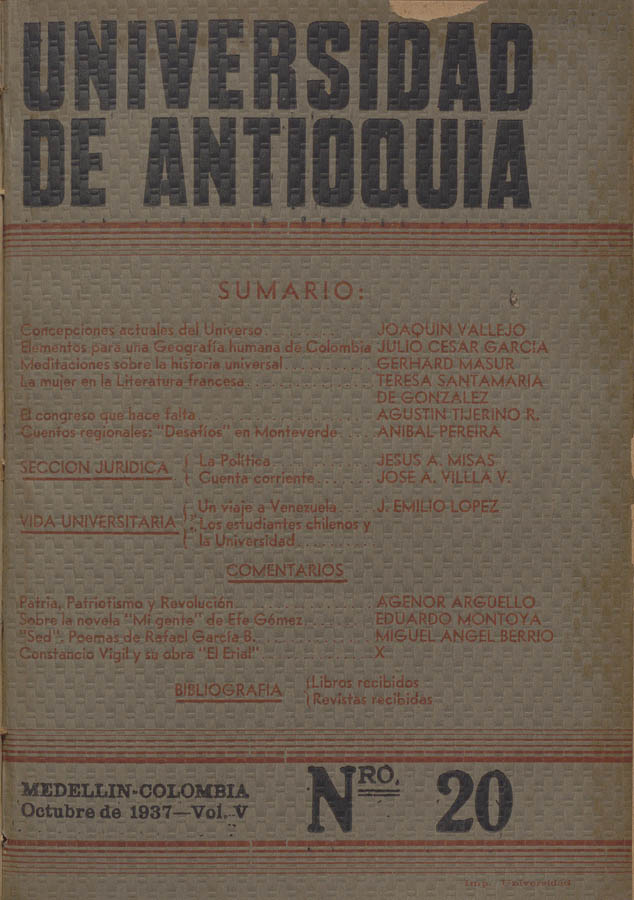 UNIVERSIDAD
DE ANTIOQUIA
SUMARIO:
Concepciones actuales del Universo . . . . . . . . . . JOAQUIN VALLEJO
Elementos para una Geografía humana de Colombia JULIO CESAR GARCIA
Meditaciones sobre la historia universal . . . . . . . . . . GERHARD MASUR
La mujer en la Literatura francesa . . . . . . . . . . . . . . TERESA SANTAMARIA
DE GONZALEZ
El congreso que hace falta . . . . . . . . . . . . . . . . . . . AGUSTIN TIJERINO R.
Cuentos regionales: "Desafíos" en Monteverde . . . . ANIBAL PEREIRA
SECCION JURIDICA { La Política . . . . . . . . . . . . . . JESUS A. MISAS
Cuenta corriente . . . . . . . JOSE A. VILLLA V.
VIDA UNIVERSITARIA { Un viaje a Venezuela . . . . J. EMILIO LOPEZ
Los estudiantes chilenos y
la Universidad . . . . . . . . . .
COMENTARIOS
Patria, Patriotismo y Revolución . . . . . . . . . . . . . . . AGENOR ARGÜELLO
Sobre la novela "Mi gente" de Efe Gómez . . . . . . . EDUARDO MONTOYA
"Sed": Poemas de Rafael García B. . . . . . . . . . . . . MIGUEL ANGEL BERRIO
Constancio Vigil y su obra "El Erial" . . . . . . . . . . . . X
BIBLIOGRAFIA { Libros recibidos
Revistas recibidas
MEDELLIN-COLOMBIA
Octubre de 1937—Vol. V
NRO. 20
Imp. Universidad